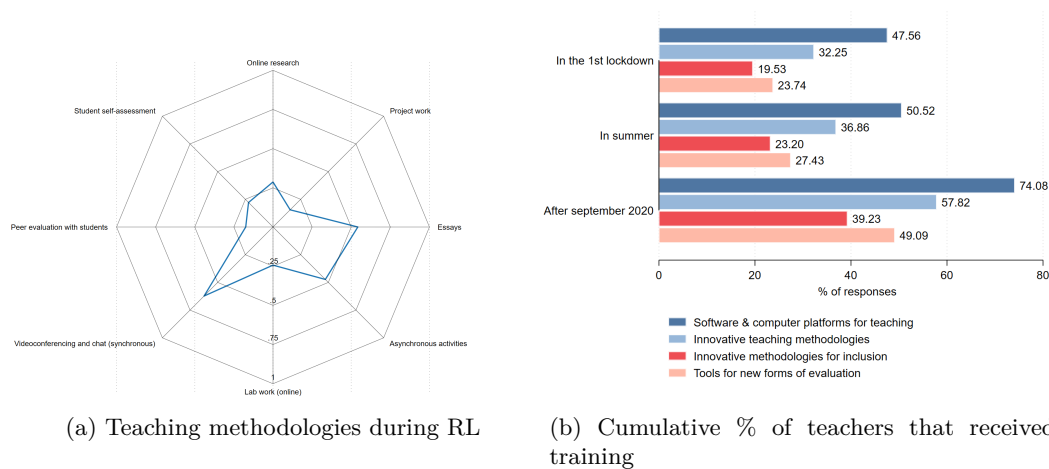 Online research
Student self-assessment
Project work
Peer evaluation with students
Essays
.25
.5
.75
1
Videoconferencing and chat (synchronous)
Asynchronous activities
Lab work (online)
(a) Teaching methodologies during RL
In the 1st lockdown
47.56
32.25
19.53
23.74
In summer
50.52
36.86
23.20
27.43
After september 2020
74.08
57.82
39.23
49.09
0 20 40 60 80
% of responses
Software & computer platforms for teaching
Innovative teaching methodologies
Innovative methodologies for inclusion
Tools for new forms of evaluation
(b) Cumulative % of teachers that received
training